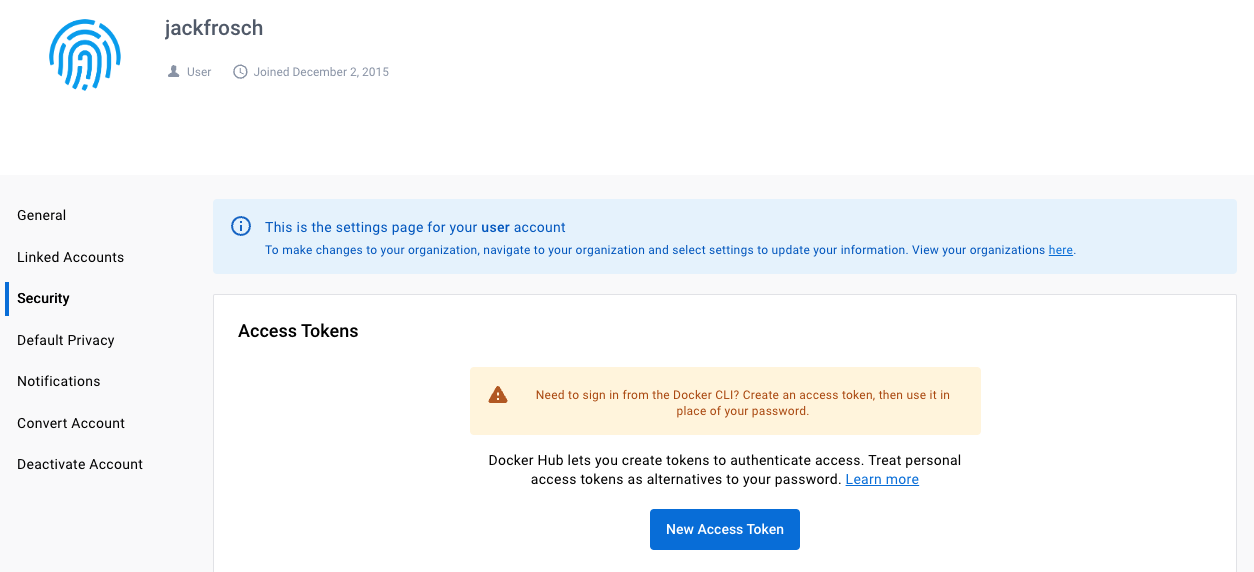 jackfrosch
User Joined December 2, 2015
General
Linked Accounts
Security
Default Privacy
Notifications
Convert Account
Deactivate Account
This is the settings page for your user account
To make changes to your organization, navigate to your organization and select settings to update your information. View your organizations here.
Access Tokens
Need to sign in from the Docker CLI? Create an access token, then use it in
place of your password.
Docker Hub lets you create tokens to authenticate access. Treat personal
access tokens as alternatives to your password. Learn more
New Access Token